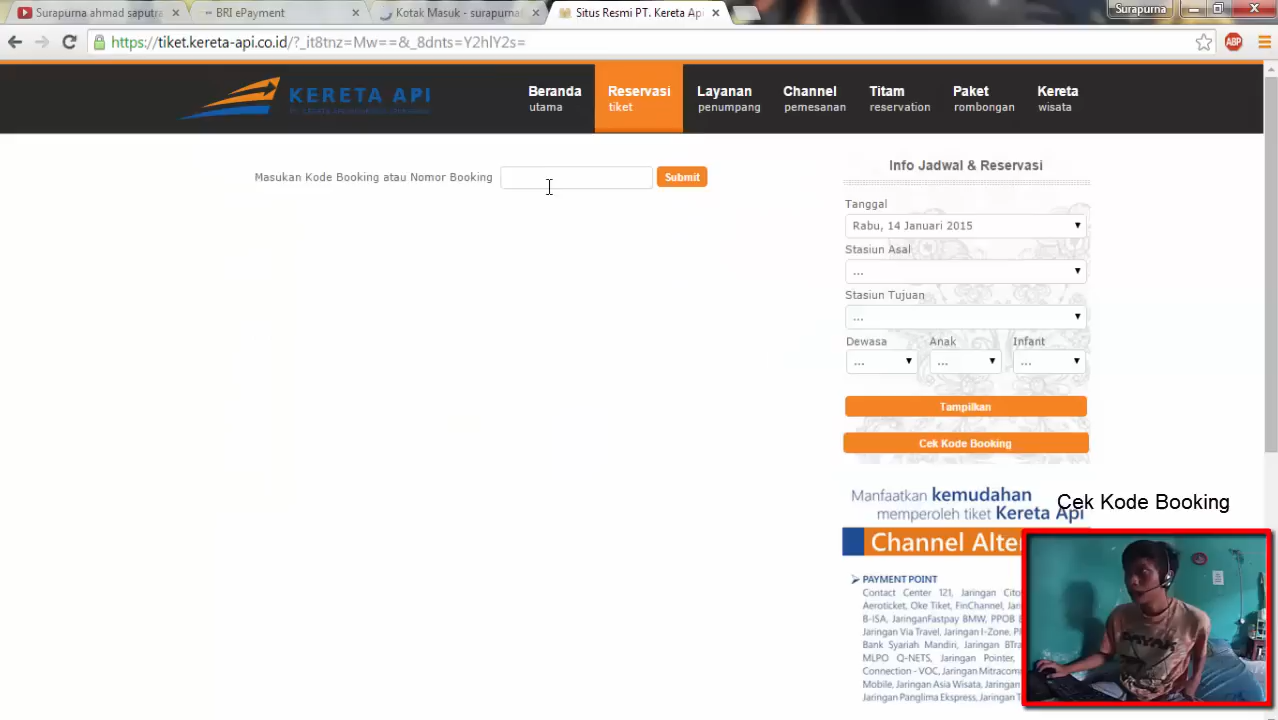 Surapurna ahmad saputra
BRI ePayment
Kotak Masuk - surapurna
Situs Resmi PT. Kereta Api
Surapurna
https://tiket.kereta-api.co.id/?_it8tnz=Mw==&_8dnts=Y2hlY2s=
ABP
KERETA API
Beranda
utama
Reservasi
tiket
Layanan
penumpang
Channel
pemesanan
Titam
reservation
Paket
rombongan
Kereta
wisata
Masukan Kode Booking atau Nomor Booking
Submit
Info Jadwal & Reservasi
Tanggal
Rabu, 14 Januari 2015
Stasiun Asal
...
Stasiun Tujuan
...
Dewasa Anak Infant
... ... ...
Tampilkan
Cek Kode Booking
Manfaatkan kemudahan
memperoleh tiket Kereta Api
Cek Kode Booking
Channel Alte
PAYMENT POINT
Contact Center 121, Jaringan Cito
Aeroticket, Oke Tiket, FinChannel, Jar
B-ISA, JaringanFastpay BMW, PPOB
Jaringan Via Travel, Jaringan I-Zone, P
Bank Syariah Mandiri, Jaringan BTra
MLPO Q-NETS, Jaringan Pointer,
Connection - VOC, Jaringan Mitracom
Mobile, Jaringan Asia Wisata, Jaringan
Jaringan Panglima Ekspress, Jaringan T